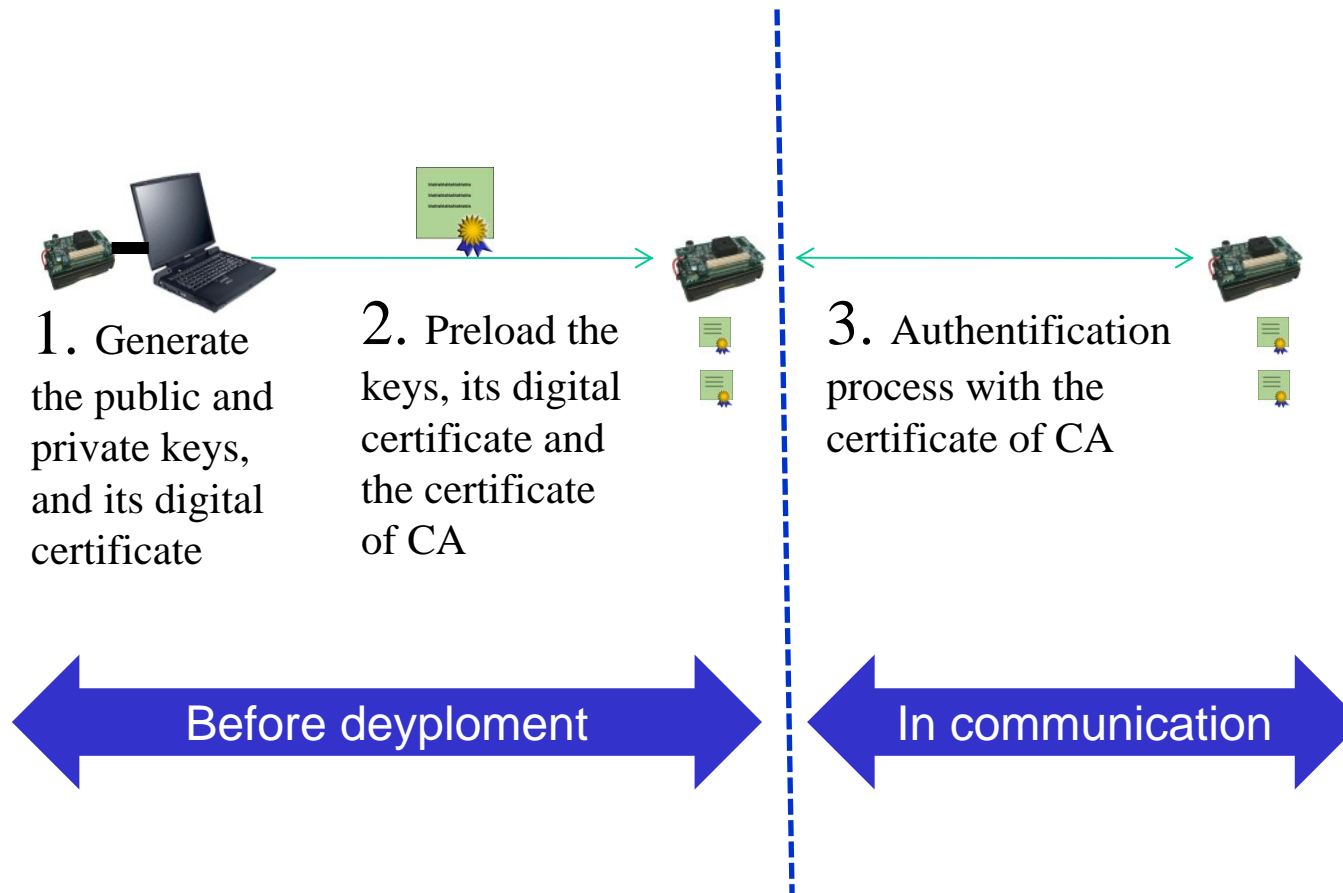 1. Generate
the public and
private keys,
and its digital
certificate
2. Preload the
keys, its digital
certificate and
the certificate
of CA
3. Authentification
process with the
certificate of CA
Before deyploment
In communication